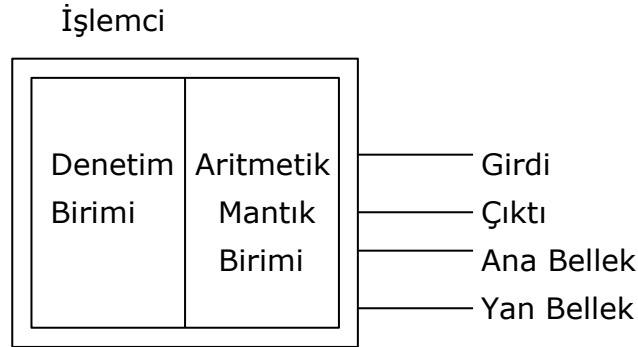 İşlemci
Denetim
Birimi
Aritmetik
Mantık
Birimi
Girdi
Çıktı
Ana Bellek
Yan Bellek